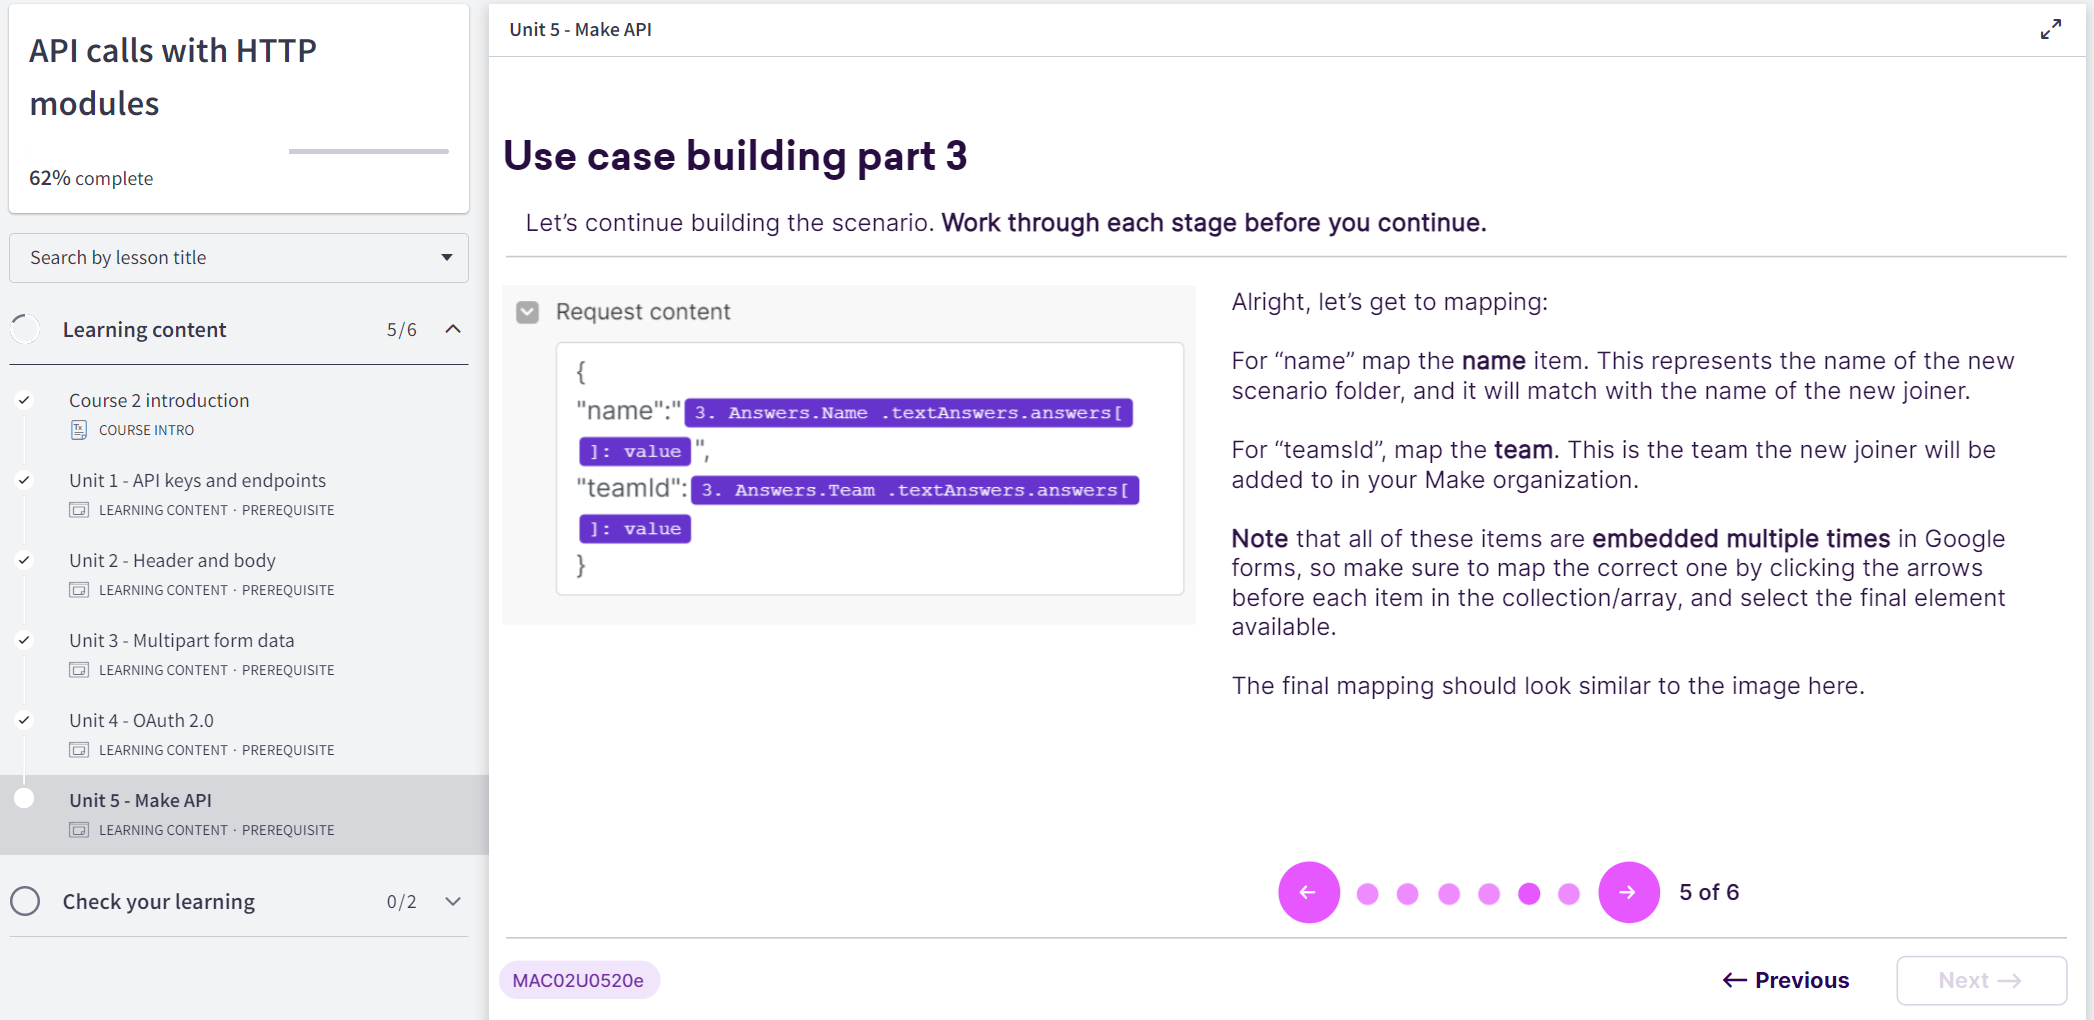 API calls with HTTP
modules
62% complete
Search by lesson title
Learning content 5/6
Course 2 introduction
COURSE INTRO
Unit 1 - API keys and endpoints
LEARNING CONTENT · PREREQUISITE
Unit 2 - Header and body
LEARNING CONTENT · PREREQUISITE
Unit 3 - Multipart form data
LEARNING CONTENT · PREREQUISITE
Unit 4 - OAuth 2.0
LEARNING CONTENT · PREREQUISITE
Unit 5 - Make API
LEARNING CONTENT · PREREQUISITE
Check your learning 0/2
Unit 5 - Make API
Use case building part 3
Let’s continue building the scenario. Work through each stage before you continue.
Request content
{
"name":" 3. Answers.Name .textAnswers.answers[
]: value ",
"teamId": 3. Answers.Team .textAnswers.answers[
]: value
}
Alright, let’s get to mapping:
For “name” map the name item. This represents the name of the new
scenario folder, and it will match with the name of the new joiner.
For “teamsId”, map the team. This is the team the new joiner will be
added to in your Make organization.
Note that all of these items are embedded multiple times in Google
forms, so make sure to map the correct one by clicking the arrows
before each item in the collection/array, and select the final element
available.
The final mapping should look similar to the image here.
← → 5 of 6
MAC02U0520e
← Previous Next →